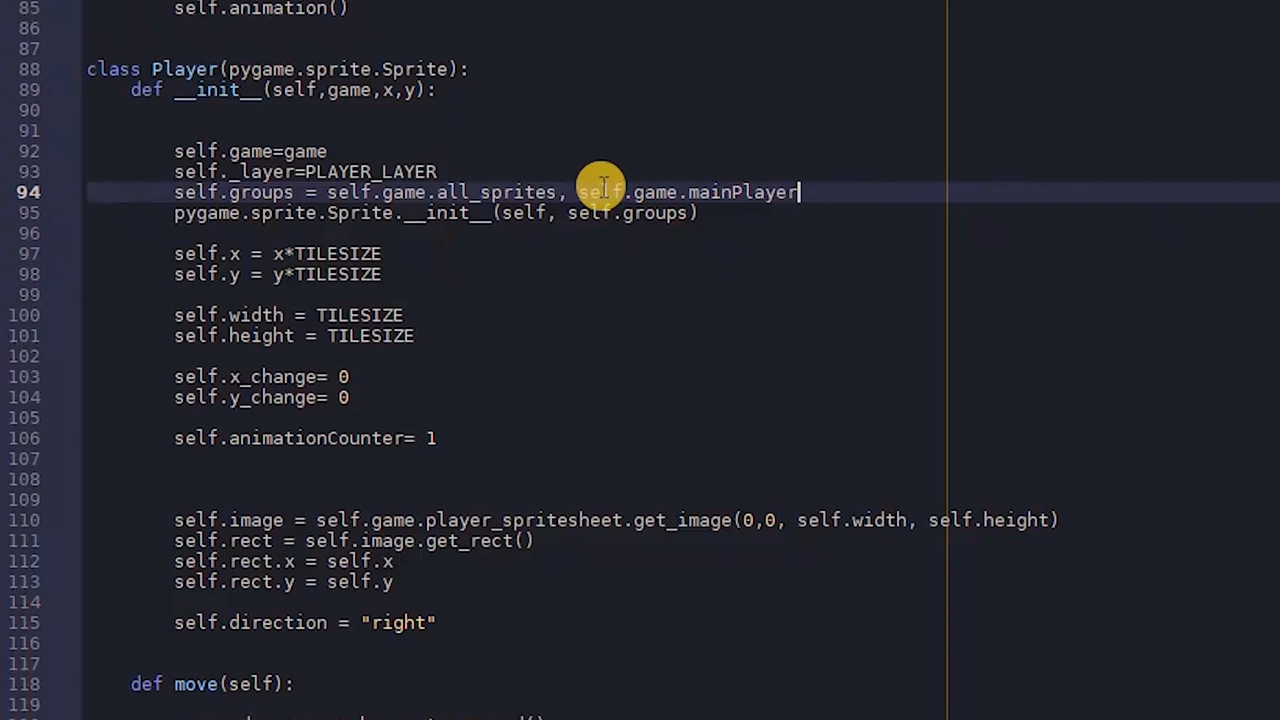 85 self.animation()
86
87
88 class Player(pygame.sprite.Sprite):
89 def __init__(self,game,x,y):
90
91
92 self.game=game
93 self._layer=PLAYER_LAYER
94 self.groups = self.game.all_sprites, self.game.mainPlayer
95 pygame.sprite.Sprite.__init__(self, self.groups)
96
97 self.x = x*TILESIZE
98 self.y = y*TILESIZE
99
100 self.width = TILESIZE
101 self.height = TILESIZE
102
103 self.x_change= 0
104 self.y_change= 0
105
106 self.animationCounter= 1
107
108
109
110 self.image = self.game.player_spritesheet.get_image(0,0, self.width, self.height)
111 self.rect = self.image.get_rect()
112 self.rect.x = self.x
113 self.rect.y = self.y
114
115 self.direction = "right"
116
117
118 def move(self):
119